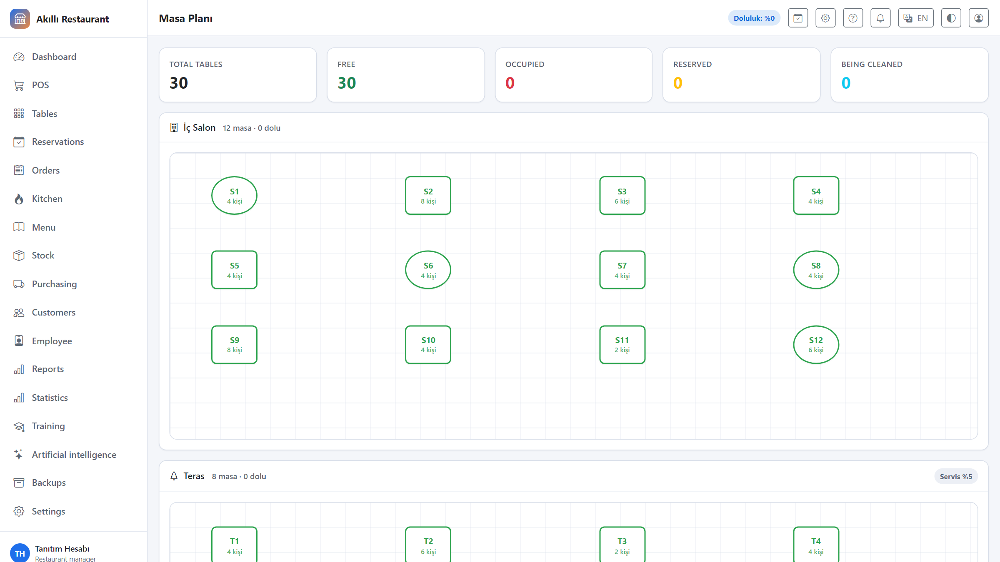 Akıllı Restaurant
Dashboard
POS
Tables
Reservations
Orders
Kitchen
Menu
Stock
Purchasing
Customers
Employee
Reports
Statistics
Training
Artificial intelligence
Backups
Settings
TH
Tanıtım Hesabı
Restaurant manager
Masa Planı
Doluluk: %0
EN
TOTAL TABLES
30
FREE
30
OCCUPIED
0
RESERVED
0
BEING CLEANED
0
İç Salon 12 masa · 0 dolu
S1
4 kişi
S2
8 kişi
S3
6 kişi
S4
4 kişi
S5
4 kişi
S6
4 kişi
S7
4 kişi
S8
4 kişi
S9
8 kişi
S10
4 kişi
S11
2 kişi
S12
6 kişi
Teras 8 masa · 0 dolu
Servis %5
T1
4 kişi
T2
6 kişi
T3
2 kişi
T4
4 kişi